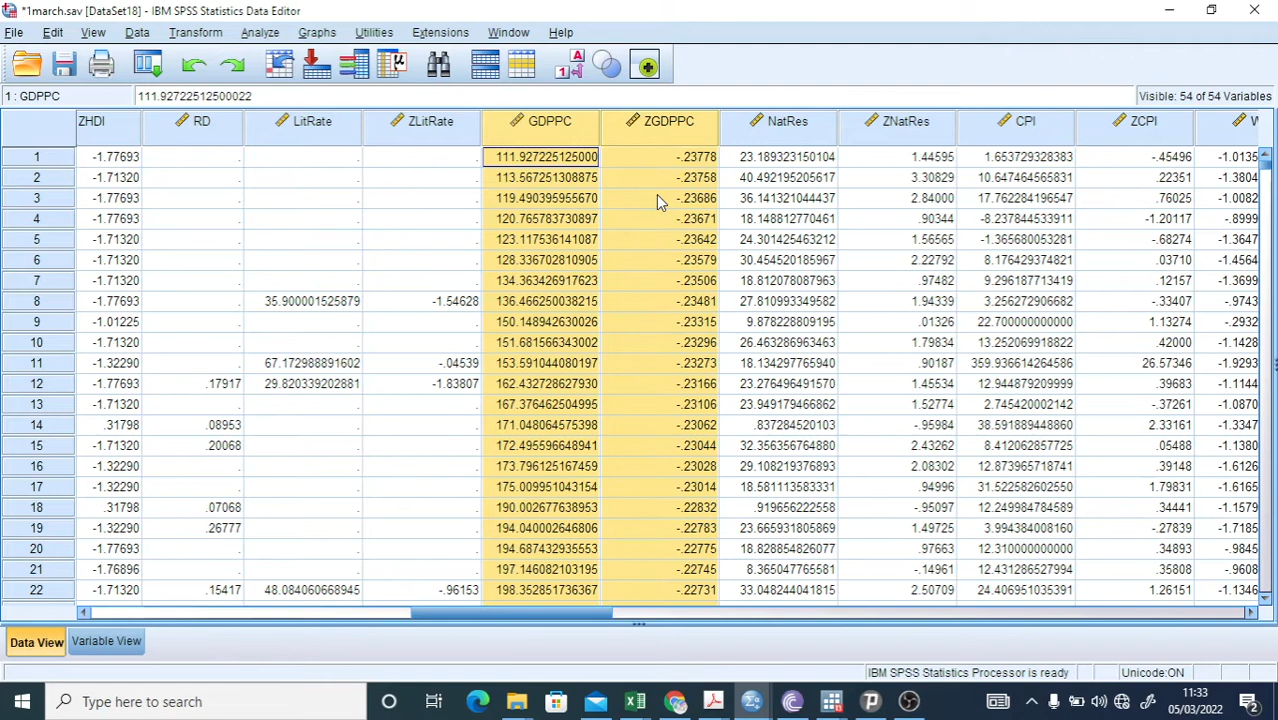 *1march.sav [DataSet18] - IBM SPSS Statistics Data Editor
File Edit View Data Transform Analyze Graphs Utilities Extensions Window Help
1 : GDPPC 111.92722512500022 Visible: 54 of 54 Variables
ZHDI RD LitRate ZLitRate GDPPC ZGDPPC NatRes ZNatRes CPI ZCPI W
1 -1.77693 . . . 111.927225125000 -.23778 23.189323150104 1.44595 1.653729328383 -.45496 -1.0135
2 -1.71320 . . . 113.567251308875 -.23758 40.492195205617 3.30829 10.647464565831 .22351 -1.3804
3 -1.77693 . . . 119.490395955670 -.23686 36.141321044437 2.84000 17.762284196547 .76025 -1.0082
4 -1.71320 . . . 120.765783730897 -.23671 18.148812770461 .90344 -8.237844533911 -1.20117 -.8999
5 -1.71320 . . . 123.117536141087 -.23642 24.301425463212 1.56565 -1.365680053281 -.68274 -1.3647
6 -1.71320 . . . 128.336702810905 -.23579 30.454520185967 2.22792 8.176429374821 .03710 -1.4564
7 -1.71320 . . . 134.363426917623 -.23506 18.812078087963 .97482 9.296187713419 .12157 -1.3699
8 -1.77693 . 35.900001525879 -1.54628 136.466250038215 -.23481 27.810993349582 1.94339 3.256272906682 -.33407 -.9743
9 -1.01225 . . . 150.148942630026 -.23315 9.878228809195 .01326 22.700000000000 1.13274 -.2932
10 -1.71320 . . . 151.681566343002 -.23296 26.463286963463 1.79834 13.252069918822 .42000 -1.1428
11 -1.32290 . 67.172988891602 -.04539 153.591044080197 -.23273 18.134297765940 .90187 359.936614264586 26.57346 -1.9293
12 -1.77693 .17917 29.820339202881 -1.83807 162.432728627930 -.23166 23.276496491570 1.45534 12.944879209999 .39683 -1.1144
13 -1.71320 . . . 167.376462504995 -.23106 23.949179466862 1.52774 2.745420002142 -.37261 -1.0870
14 .31798 .08953 . . 171.048064575398 -.23062 .837284520103 -.95984 38.591889448860 2.33161 -1.3347
15 -1.71320 .20068 . . 172.495596648941 -.23044 32.356356764880 2.43262 8.412062857725 .05488 -1.1380
16 -1.32290 . . . 173.796125167459 -.23028 29.108219376893 2.08302 12.873965718741 .39148 -1.6126
17 -1.32290 . . . 175.009951043154 -.23014 18.581113583331 .94996 31.522582602550 1.79831 -1.6165
18 .31798 .07068 . . 190.002677638953 -.22832 .919656222558 -.95097 12.249984784589 .34441 -1.1579
19 -1.32290 .26777 . . 194.040002646806 -.22783 23.665931805869 1.49725 3.994384008160 -.27839 -1.7185
20 -1.77693 . . . 194.687432935553 -.22775 18.828854826077 .97663 12.310000000000 .34893 -.9845
21 -1.76896 . . . 197.146082103195 -.22745 8.365047765581 -.14961 12.431286527994 .35808 -.9608
22 -1.71320 .15417 48.084060668945 -.96153 198.352851736367 -.22731 33.048244041815 2.50709 24.406951035391 1.26151 -1.1346
Data View Variable View
IBM SPSS Statistics Processor is ready Unicode:ON
Type here to search
11:33
05/03/2022
2